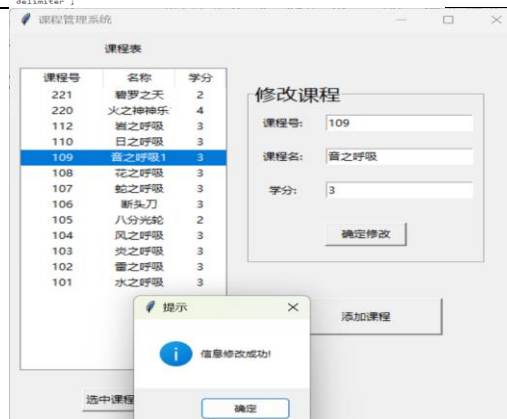 delimiter ;
课程管理系统
课程表
课程号 名称 学分
221 碧罗之天 2
220 火之神神乐 4
112 岩之呼吸 3
110 日之呼吸 3
109 音之呼吸1 3
108 花之呼吸 3
107 蛇之呼吸 3
106 断头刀 3
105 八分光轮 2
104 风之呼吸 3
103 炎之呼吸 3
102 雷之呼吸 3
101 水之呼吸 3
修改课程
课程号: 109
课程名: 音之呼吸
学分: 3
确定修改
添加课程
选中课程
提示
信息修改成功!
确定